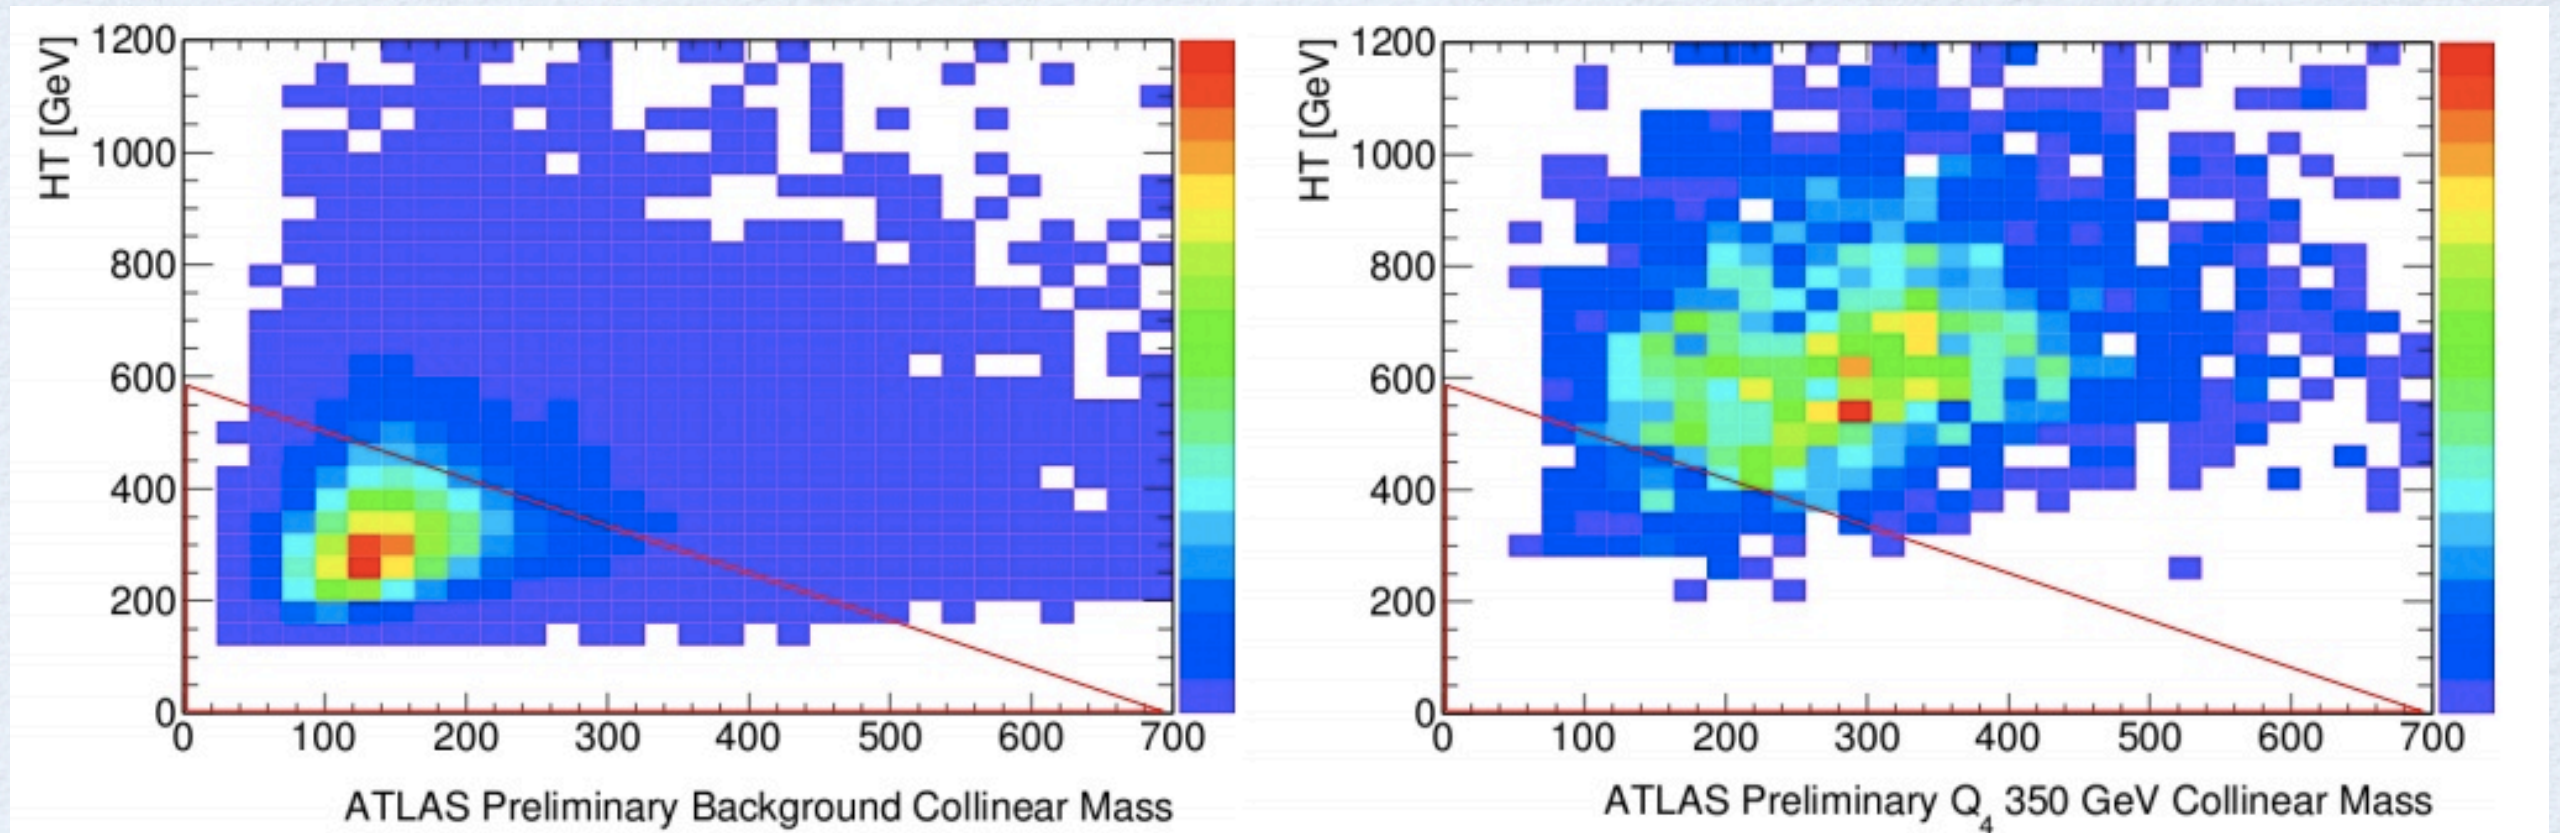 HT [GeV]
1200
1000
800
600
400
200
0
0 100 200 300 400 500 600 700
ATLAS Preliminary Background Collinear Mass
HT [GeV]
1200
1000
800
600
400
200
0
0 100 200 300 400 500 600 700
ATLAS Preliminary Q₄ 350 GeV Collinear Mass